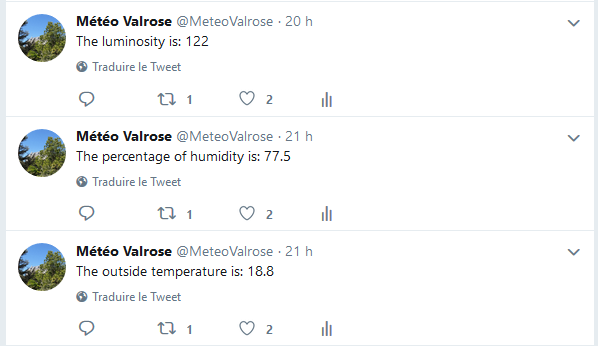 Météo Valrose @MeteoValrose · 20 h
The luminosity is: 122
Traduire le Tweet
1 2
Météo Valrose @MeteoValrose · 21 h
The percentage of humidity is: 77.5
Traduire le Tweet
1 2
Météo Valrose @MeteoValrose · 21 h
The outside temperature is: 18.8
Traduire le Tweet
1 2